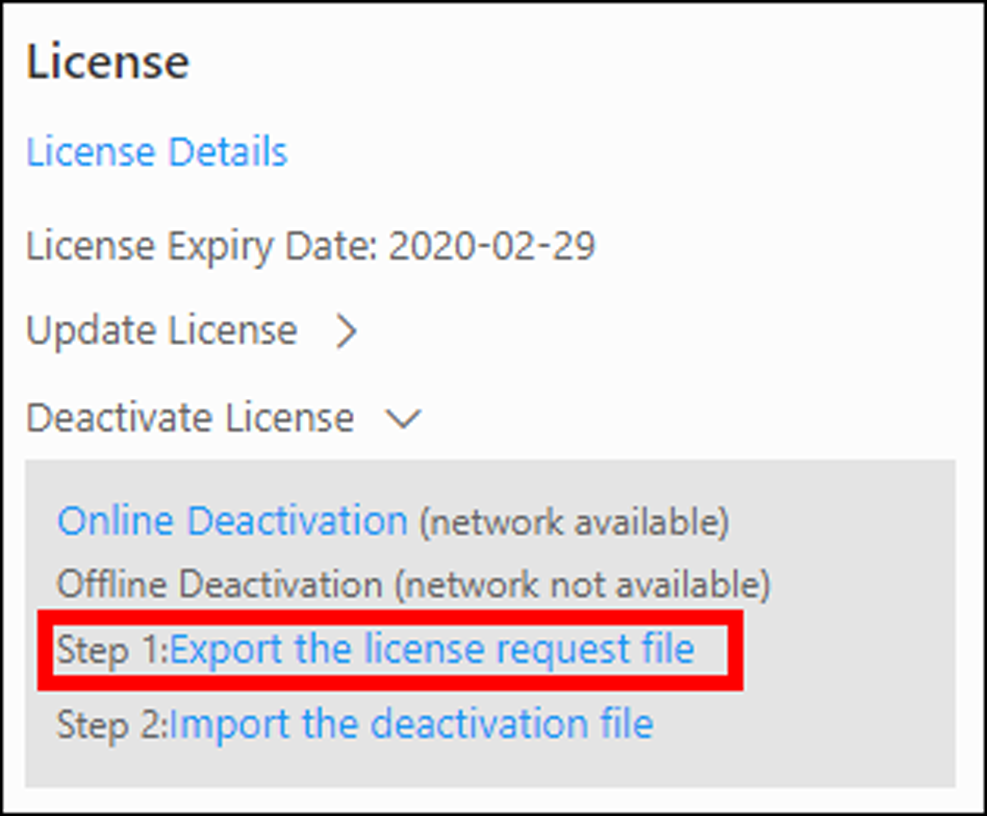 License
License Details
License Expiry Date: 2020-02-29
Update License
Deactivate License
Online Deactivation (network available)
Offline Deactivation (network not available)
Step 1:Export the license request file
Step 2:Import the deactivation file